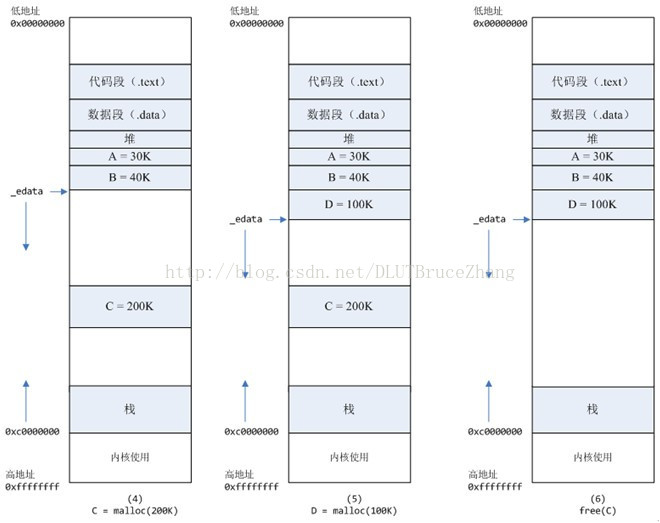 低地址
0x00000000
代码段（.text）
数据段（.data）
堆
A = 30K
B = 40K
_edata
C = 200K
栈
0xc0000000
内核使用
高地址
0xffffffff
(4)
C = malloc(200K)
低地址
0x00000000
代码段（.text）
数据段（.data）
堆
A = 30K
B = 40K
D = 100K
_edata
C = 200K
栈
0xc0000000
内核使用
高地址
0xffffffff
(5)
D = malloc(100K)
低地址
0x00000000
代码段（.text）
数据段（.data）
堆
A = 30K
B = 40K
D = 100K
_edata
栈
0xc0000000
内核使用
高地址
0xffffffff
(6)
free(C)
http://blog.csdn.net/DLUTBruceZhang